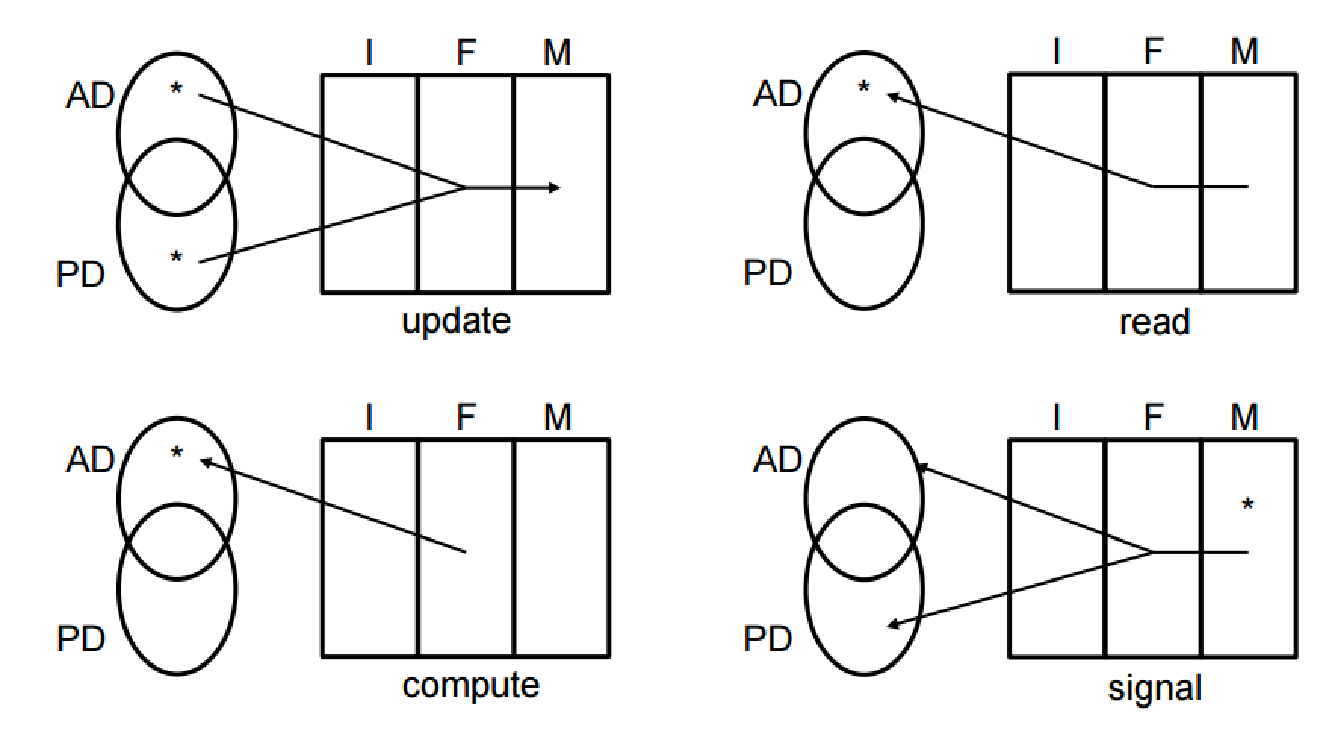 I F M
AD *
PD *
update
I F M
AD *
PD
read
I F M
AD *
PD
compute
I F M
AD
*
PD
signal